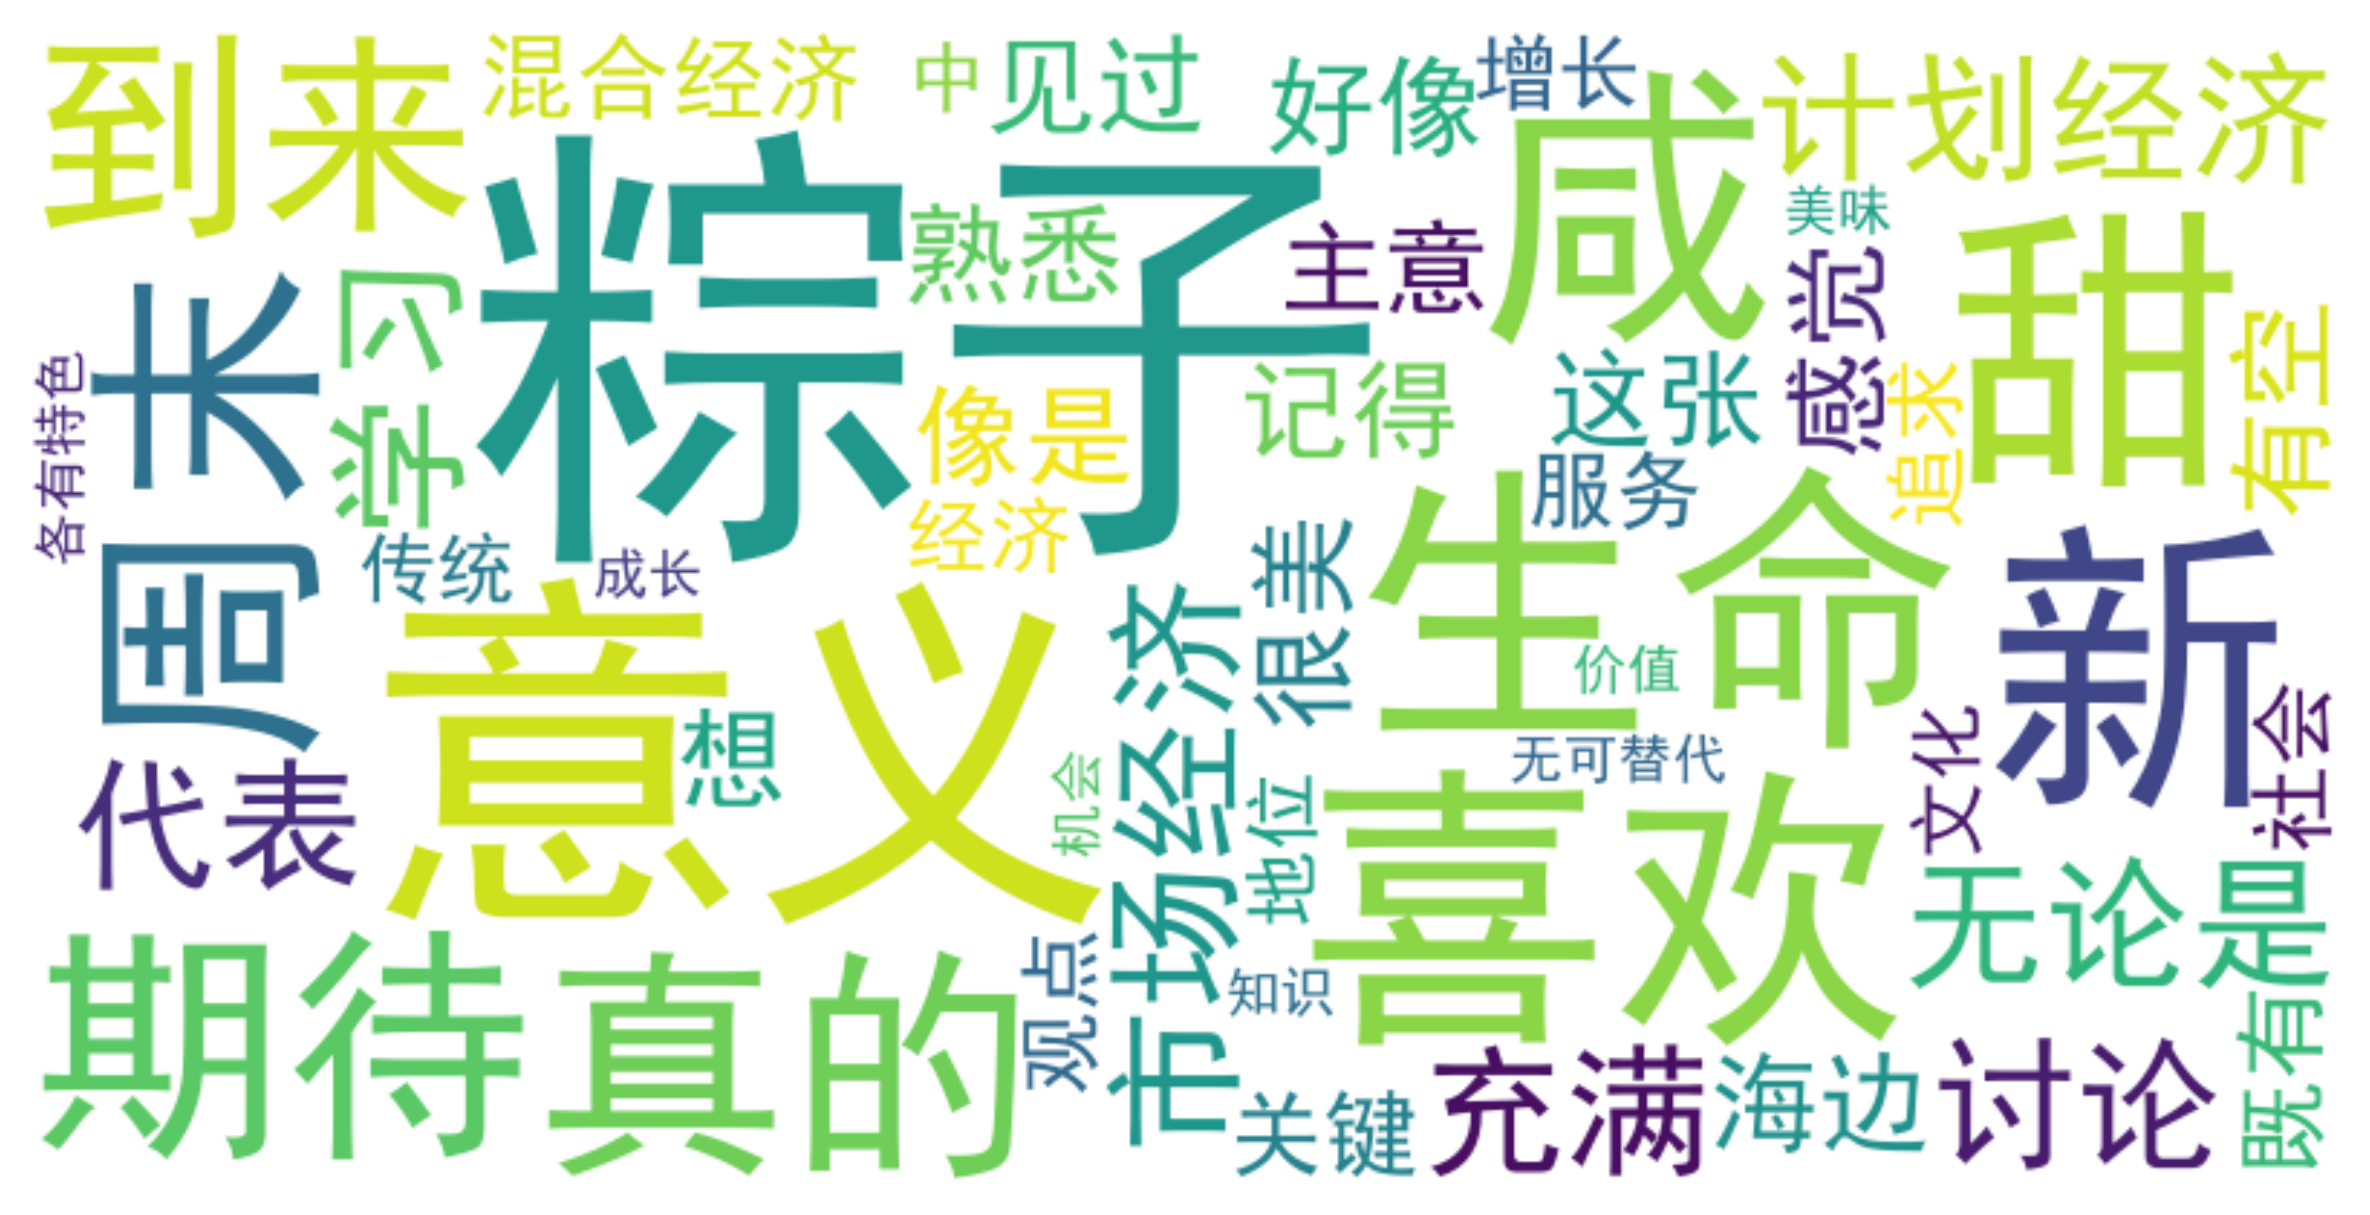 到来
混合经济
中
见过
好像
增长
咸
计划经济
粽子
熟悉
主意
美味
感觉
甜
有空
周末
学习
各有特色
像是
记得
这张
追求
经济
服务
传统
成长
意义
想
市场经济
很美
生命
价值
新
社会
文化
无可替代
代表
机会
地位
喜欢
无论是
期待
真的
观点
知识
既有
关键
充满
海边
讨论